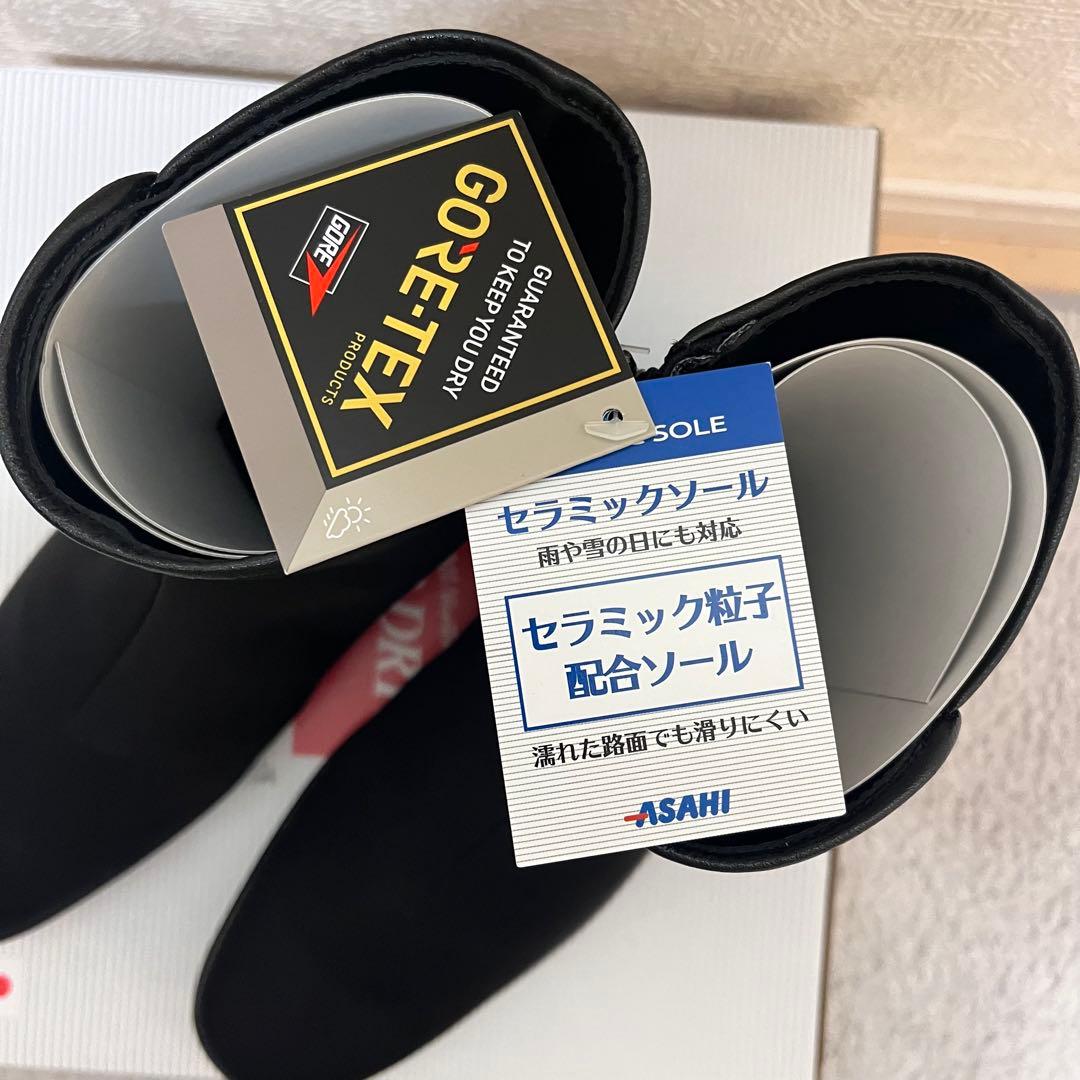 GORE
GORE-TEX
PRODUCTS
GUARANTEED
TO KEEP YOU DRY
SOLE
セラミックソール
雨や雪の日にも対応
セラミック粒子
配合ソール
濡れた路面でも滑りにくい
ASAHI
DRI